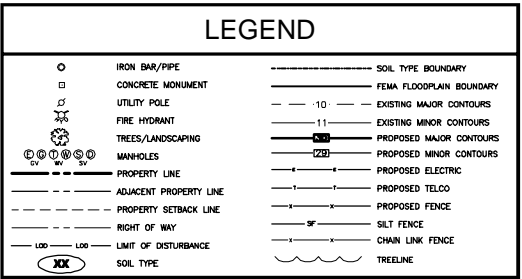 LEGEND
IRON BAR/PIPE
CONCRETE MONUMENT
UTILITY POLE
FIRE HYDRANT
TREES/LANDSCAPING
E G T W S D MANHOLES
GV WV SV
PROPERTY LINE
ADJACENT PROPERTY LINE
PROPERTY SETBACK LINE
RIGHT OF WAY
LOD LOD LIMIT OF DISTURBANCE
XX SOIL TYPE
SOIL TYPE BOUNDARY
FEMA FLOODPLAIN BOUNDARY
10 EXISTING MAJOR CONTOURS
11 EXISTING MINOR CONTOURS
PROPOSED MAJOR CONTOURS
29 PROPOSED MINOR CONTOURS
E E PROPOSED ELECTRIC
T T PROPOSED TELCO
X X PROPOSED FENCE
SF SILT FENCE
X X CHAIN LINK FENCE
TREELINE